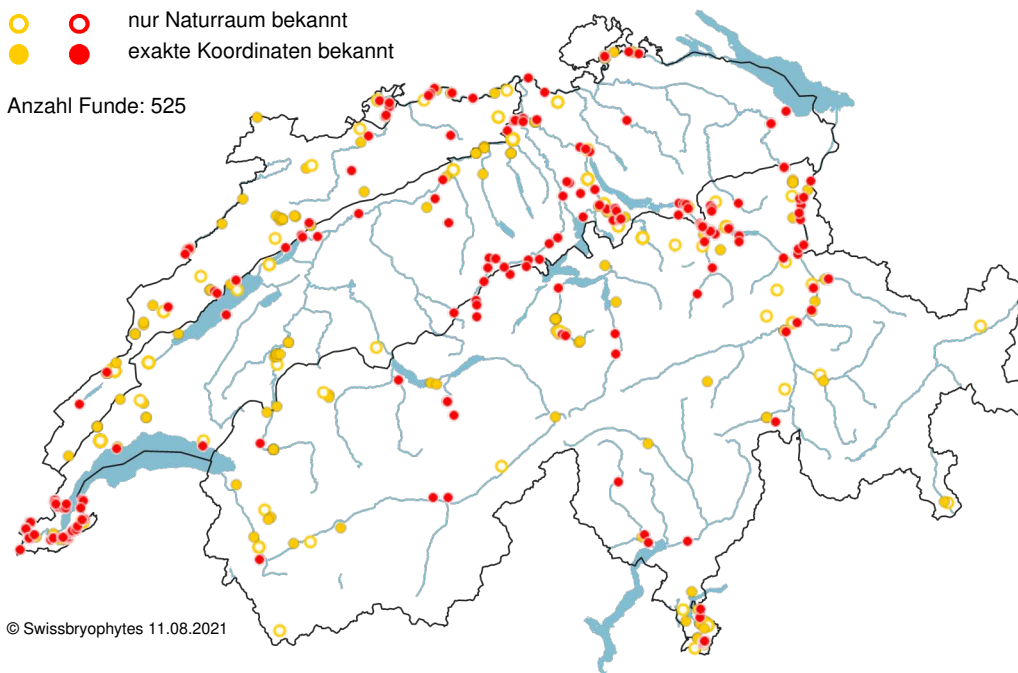 nur Naturraum bekannt
exakte Koordinaten bekannt
Anzahl Funde: 525
© Swissbryophytes 11.08.2021